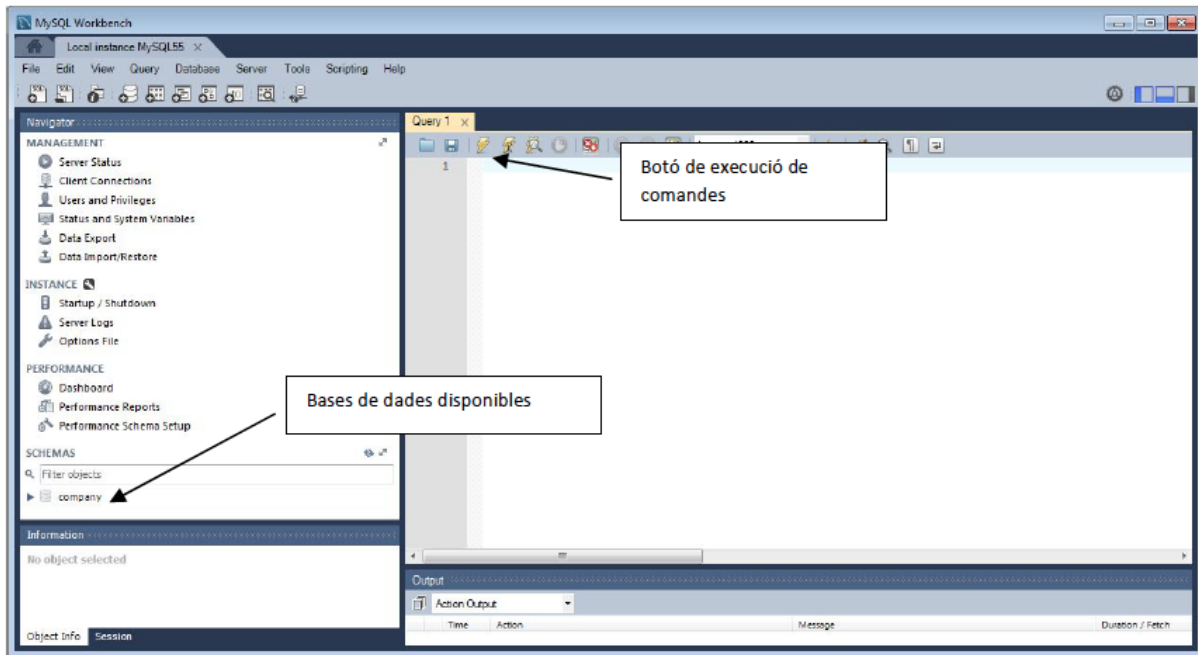 MySQL Workbench
Local instance MySQL55
File Edit View Query Database Server Tools Scripting Help
Navigator
MANAGEMENT
Server Status
Client Connections
Users and Privileges
Status and System Variables
Data Export
Data Import/Restore
INSTANCE
Startup / Shutdown
Server Logs
Options File
PERFORMANCE
Dashboard
Performance Reports
Performance Schema Setup
SCHEMAS
Filter objects
company
Information
No object selected
Object Info Session
Query 1
1
Botó de execució de
comandes
Bases de dades disponibles
Output
Action Output
Time Action Message Duration / Fetch